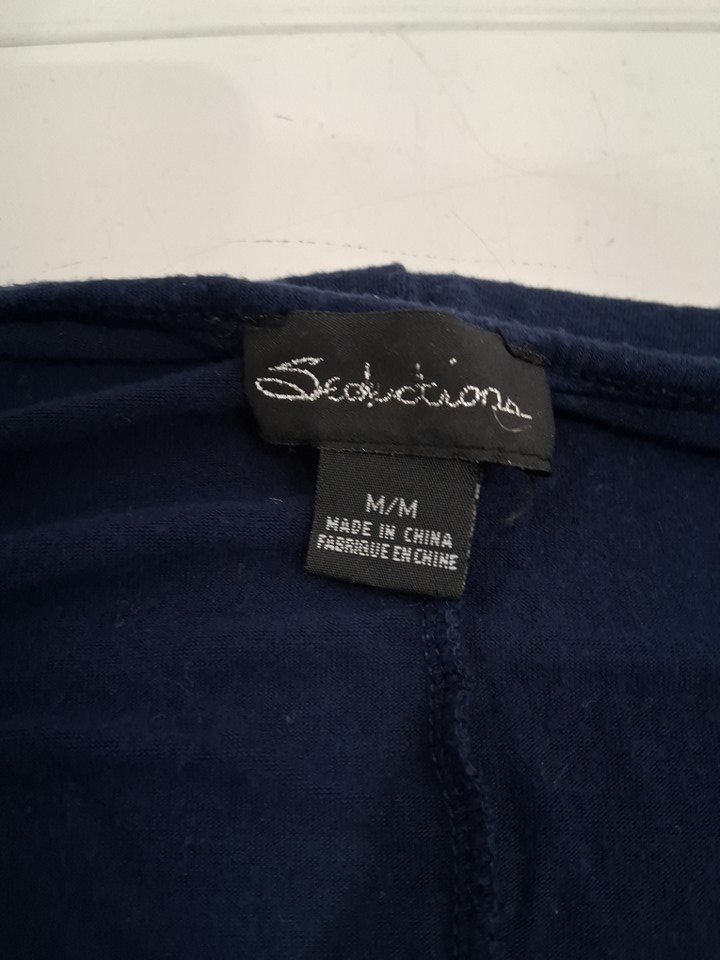 Seductions
M/M
MADE IN CHINA
FABRIQUE EN CHINE